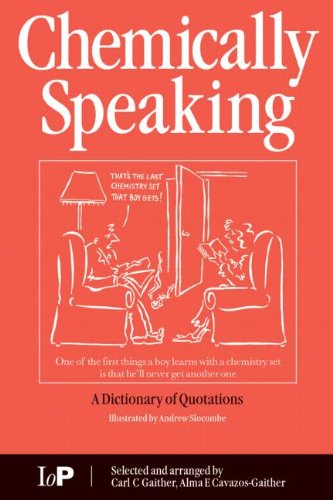 Chemically
Speaking
THAT'S THE LAST
CHEMISTRY SET
THAT BOY GETS!
One of the first things a boy learns with a chemistry set
is that he'll never get another one
A Dictionary of Quotations
Illustrated by Andrew Slocombe
IoP
Selected and arranged by
Carl C Gaither, Alma E Cavazos-Gaither